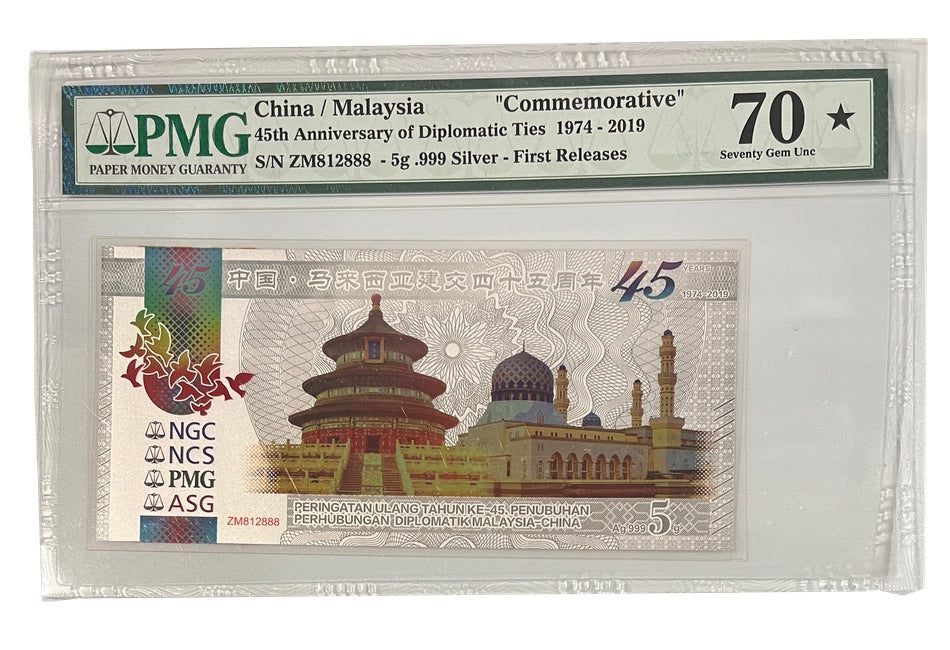 PMG
PAPER MONEY GUARANTY
China / Malaysia "Commemorative"
45th Anniversary of Diplomatic Ties 1974 - 2019
S/N ZM812888 - 5g .999 Silver - First Releases
70 ★
Seventy Gem Unc
45
中国·马来西亚建交四十五周年
45 YEARS
1974-2019
NGC
NCS
PMG
ASG
ZM812888
PERINGATAN ULANG TAHUN KE-45. PENUBUHAN
PERHUBUNGAN DIPLOMATIK MALAYSIA-CHINA
Ag.999 5g